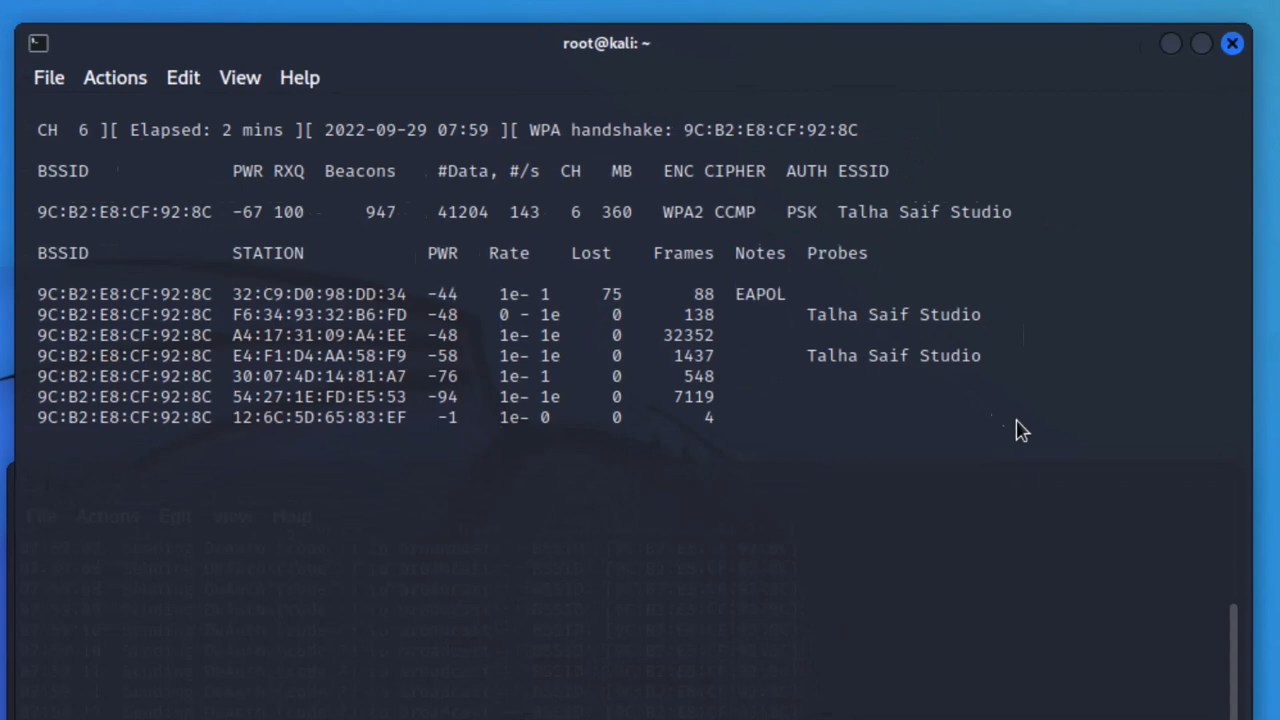 root@kali: ~
File Actions Edit View Help
CH 6 ][ Elapsed: 2 mins ][ 2022-09-29 07:59 ][ WPA handshake: 9C:B2:E8:CF:92:8C
BSSID PWR RXQ Beacons #Data, #/s CH MB ENC CIPHER AUTH ESSID
9C:B2:E8:CF:92:8C -67 100 947 41204 143 6 360 WPA2 CCMP PSK Talha Saif Studio
BSSID STATION PWR Rate Lost Frames Notes Probes
9C:B2:E8:CF:92:8C 32:C9:D0:98:DD:34 -44 1e- 1 75 88 EAPOL
9C:B2:E8:CF:92:8C F6:34:93:32:B6:FD -48 0 - 1e 0 138 Talha Saif Studio
9C:B2:E8:CF:92:8C A4:17:31:09:A4:EE -48 1e- 1e 0 32352
9C:B2:E8:CF:92:8C E4:F1:D4:AA:58:F9 -58 1e- 1e 0 1437 Talha Saif Studio
9C:B2:E8:CF:92:8C 30:07:4D:14:81:A7 -76 1e- 1 0 548
9C:B2:E8:CF:92:8C 54:27:1E:FD:E5:53 -94 1e- 1e 0 7119
9C:B2:E8:CF:92:8C 12:6C:5D:65:83:EF -1 1e- 0 0 4
File Actions Edit View Help